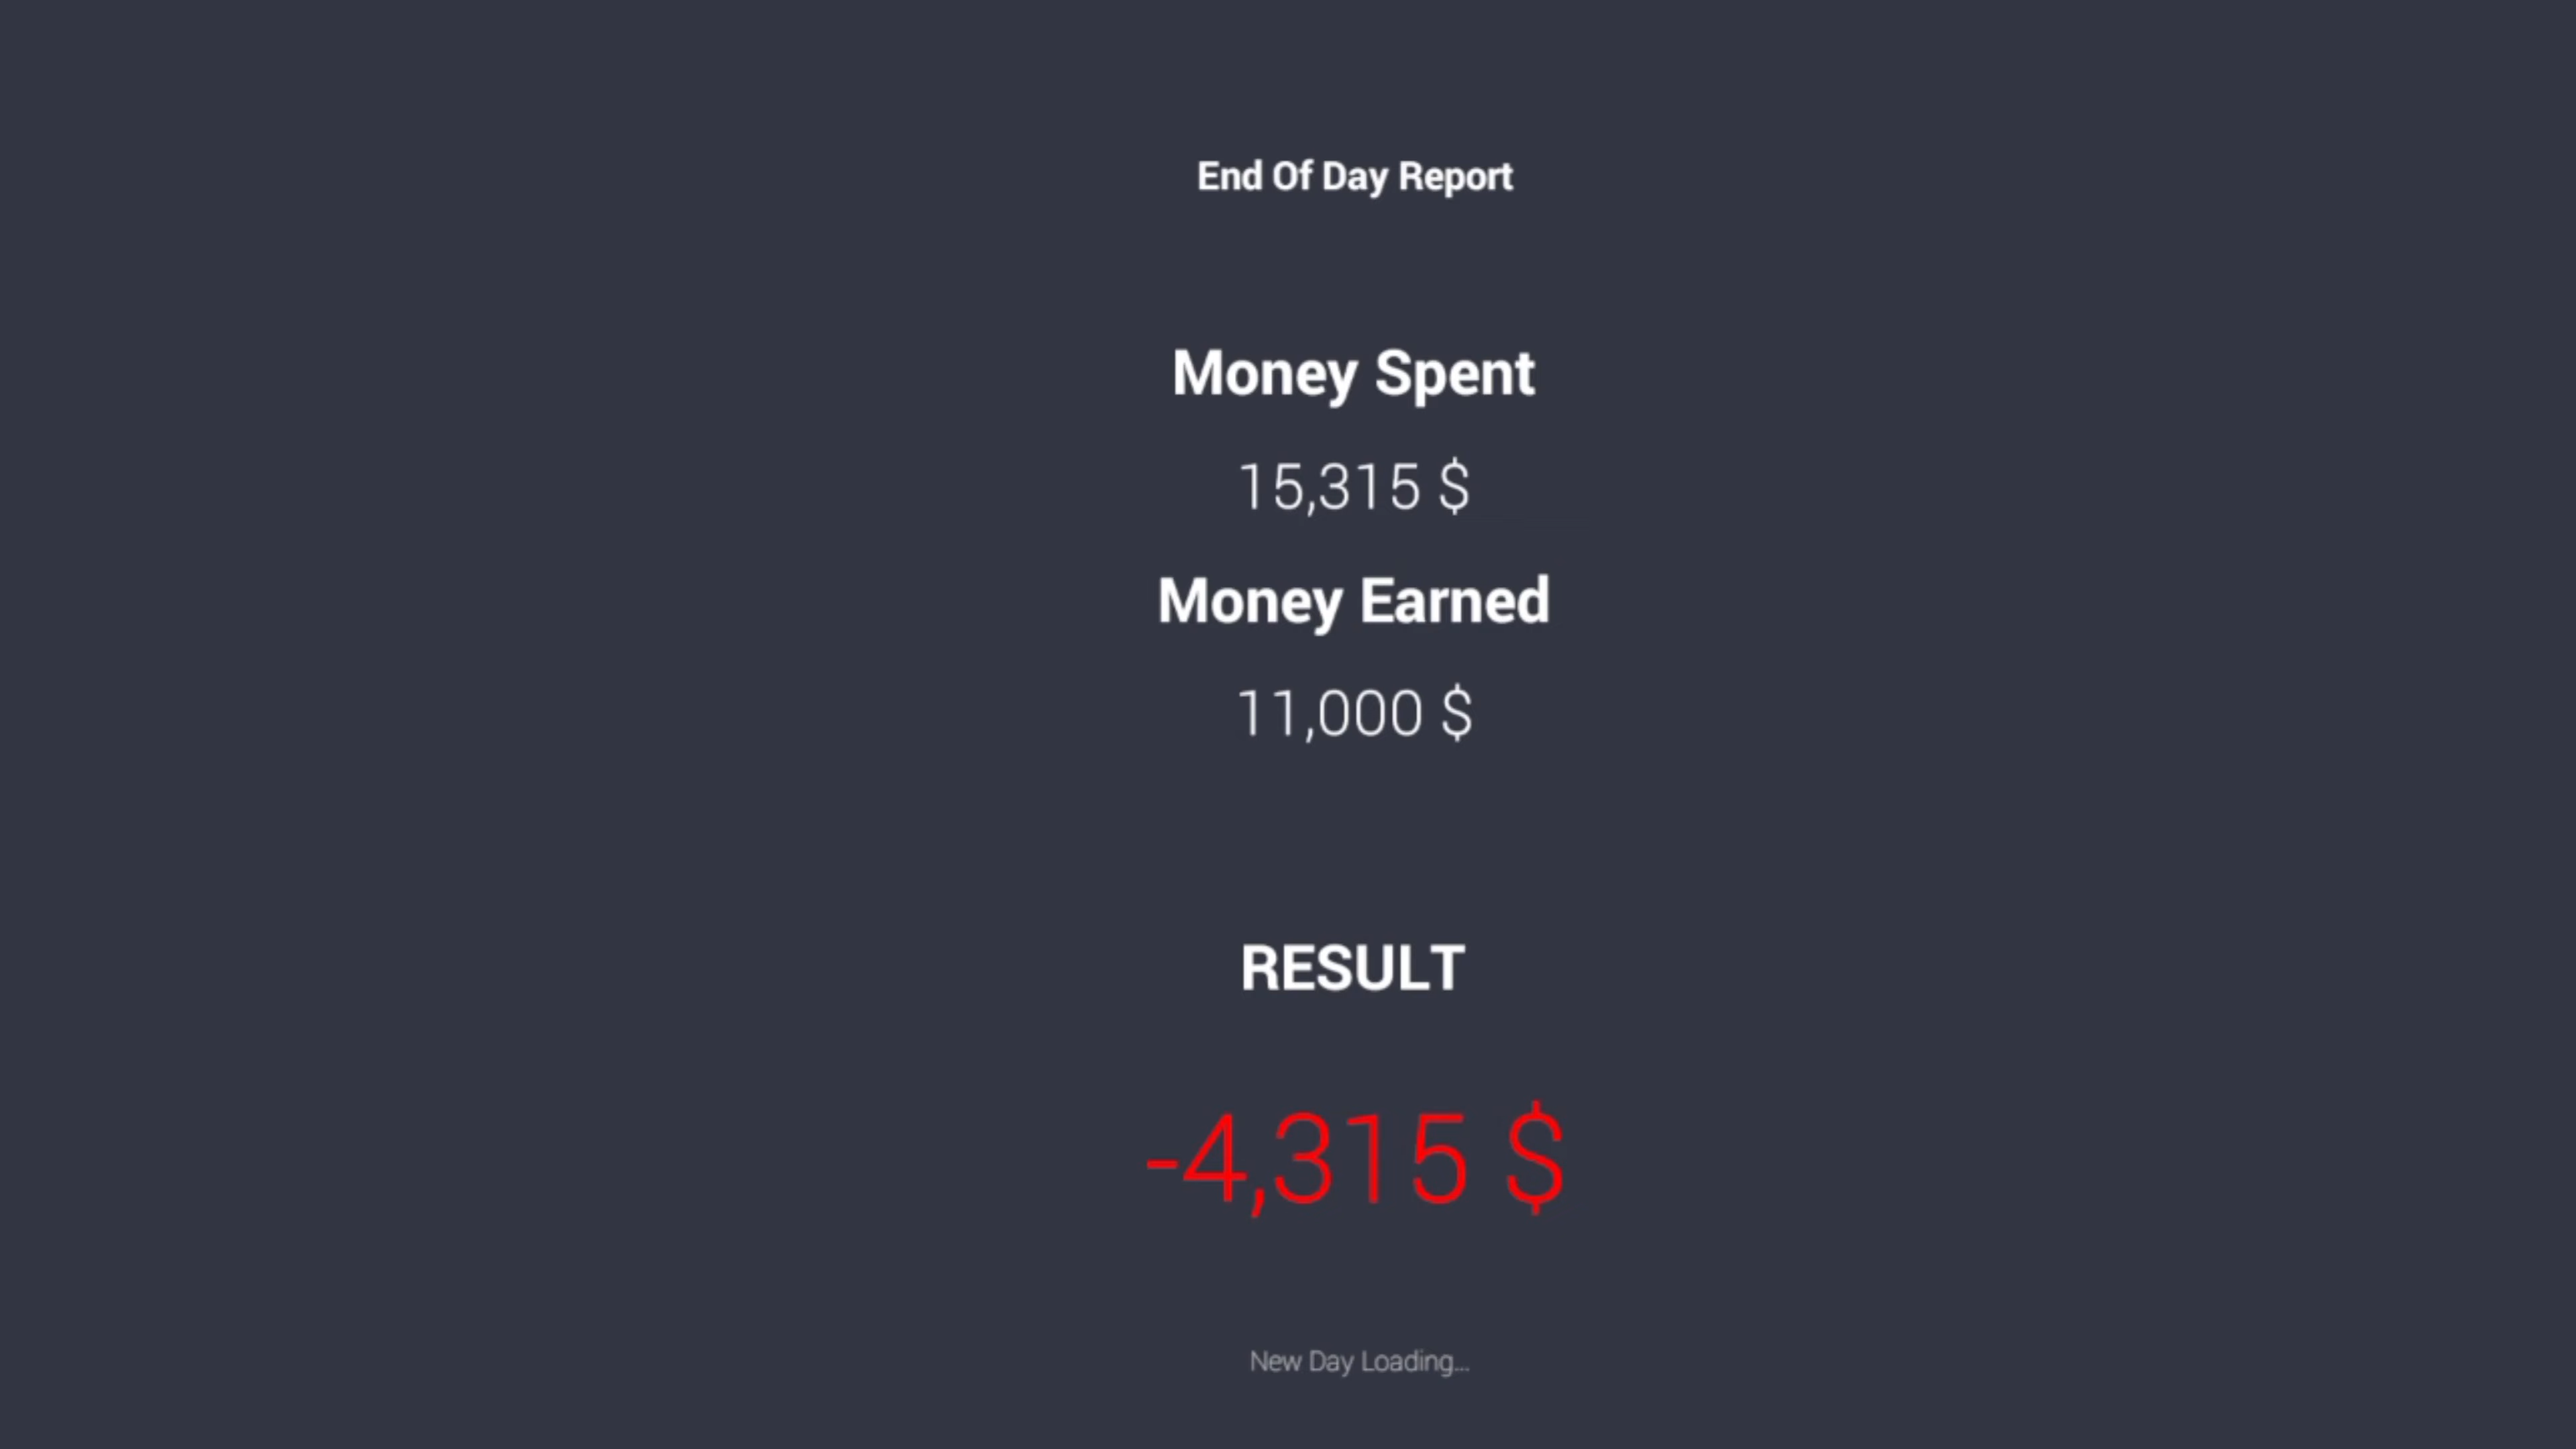 End Of Day Report
Money Spent
15,315 $
Money Earned
11,000 $
RESULT
-4,315 $
New Day Loading...